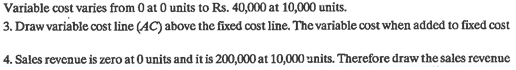 Variable cost varies from 0 at 0 units to Rs. 40,000 at 10,000 units.
3. Draw variable cost line (AC) above the fixed cost line. The variable cost when added to fixed cost
4. Sales revenue is zero at 0 units and it is 200,000 at 10,000 units. Therefore draw the sales revenue